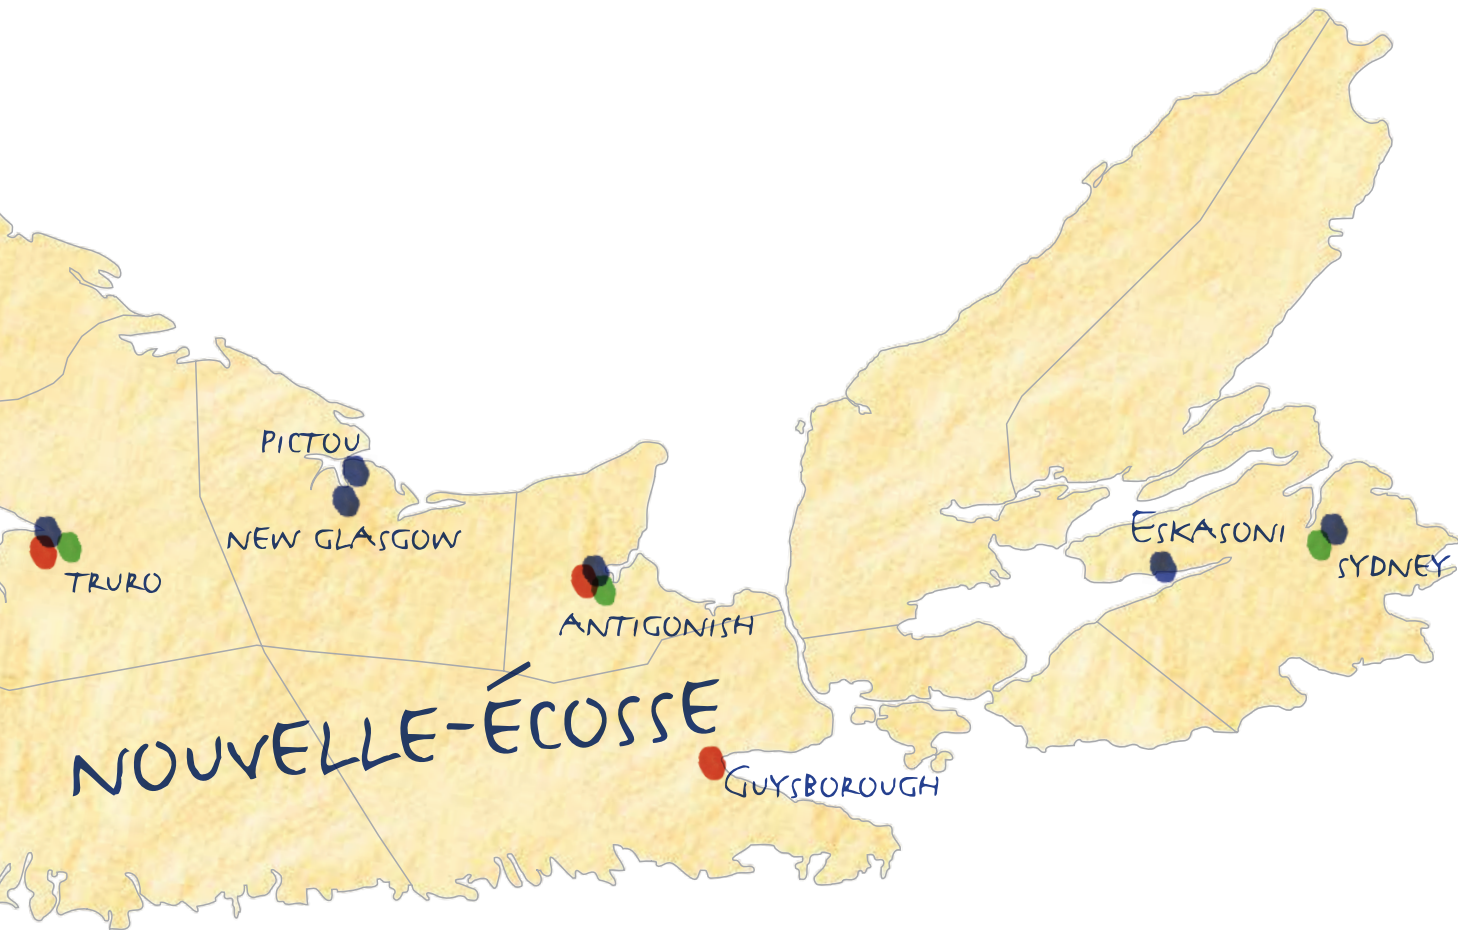 PICTOU
NEW GLASGOW
TRURO
ANTIGONISH
ESKASONI
SYDNEY
NOUVELLE-ÉCOSSE
GUYSBOROUGH